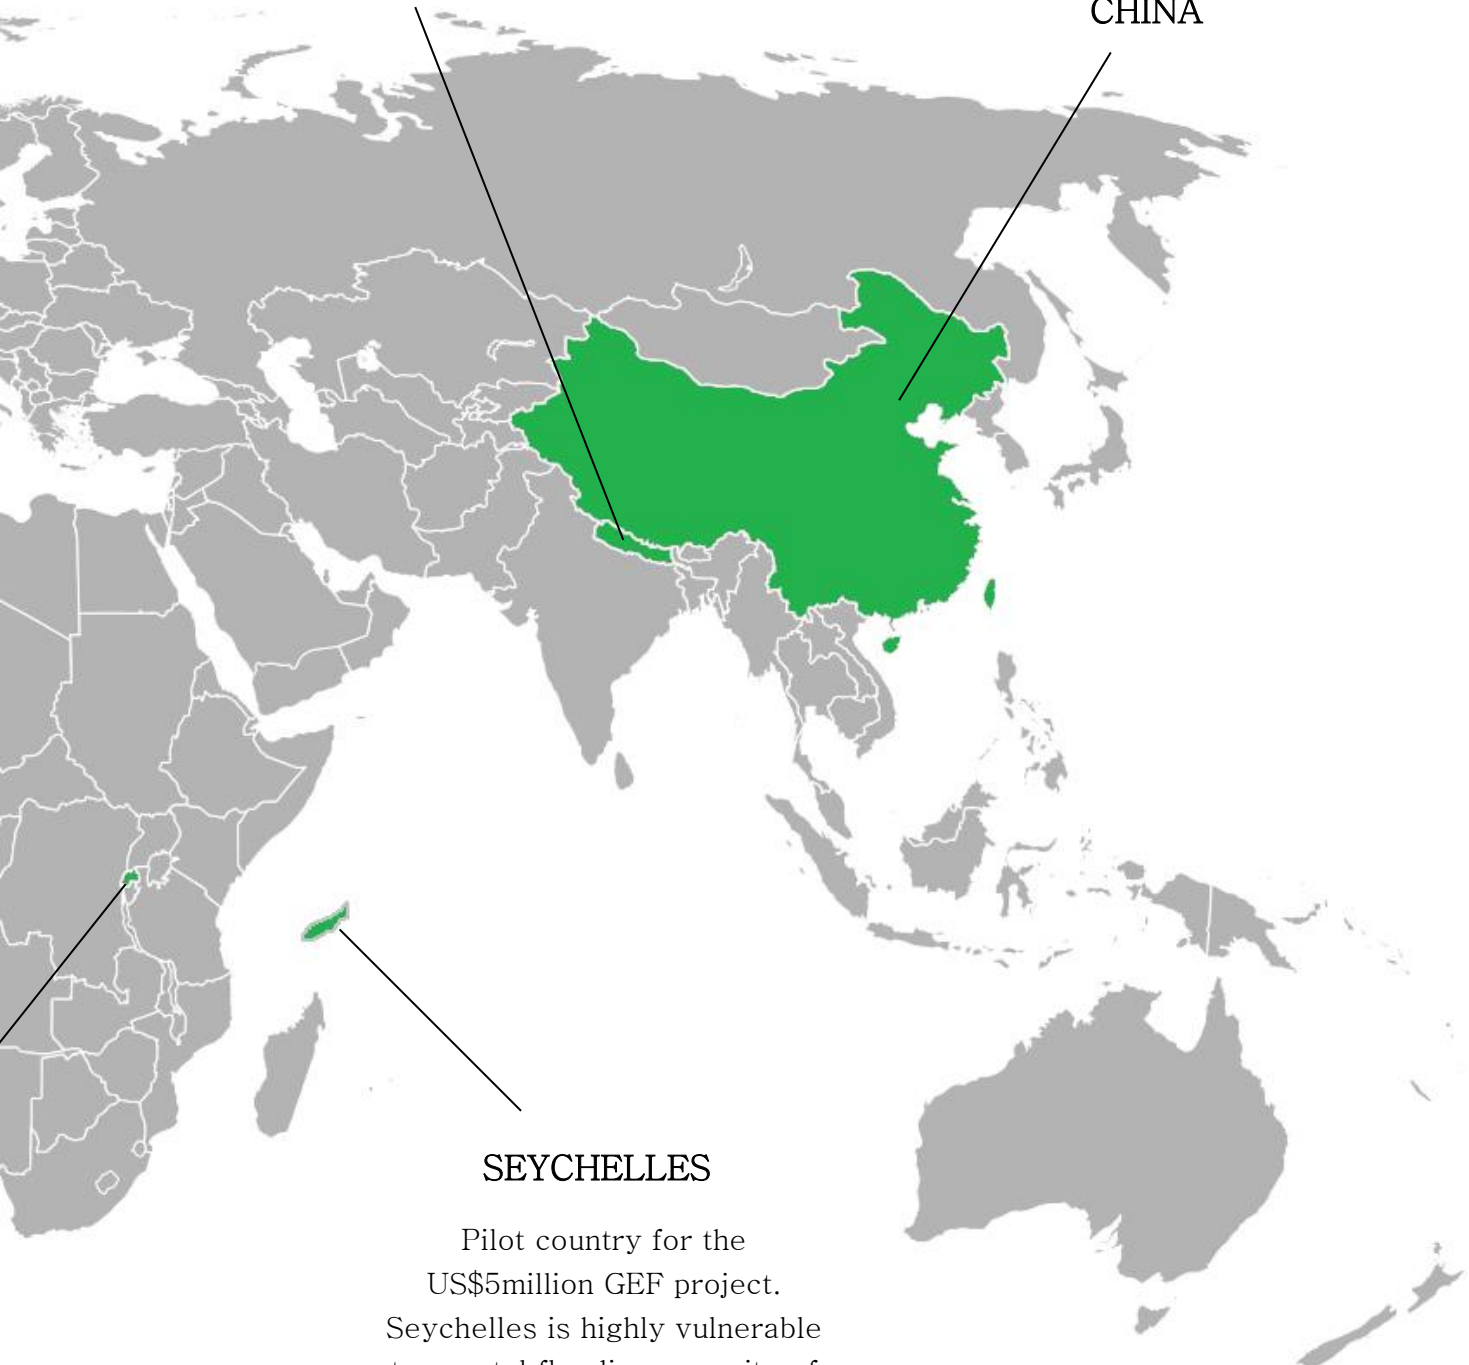 CHINA
SEYCHELLES
Pilot country for the
US$5million GEF project.
Seychelles is highly vulnerable